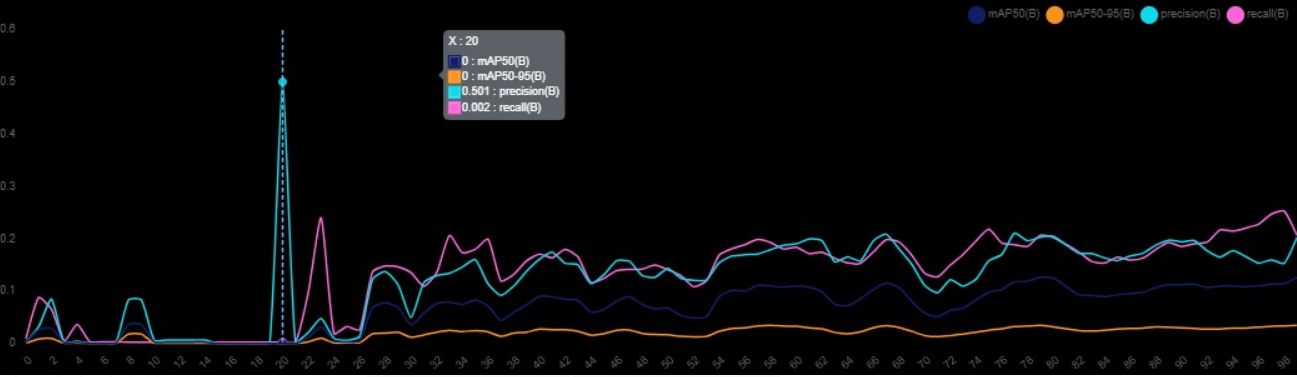 mAP50(B) mAP50-95(B) precision(B) recall(B)
0.6
0.5
0.4
0.3
0.2
0.1
0
X : 20
0 : mAP50(B)
0 : mAP50-95(B)
0.501 : precision(B)
0.002 : recall(B)
0 2 4 6 8 10 12 14 16 18 20 22 24 26 28 30 32 34 36 38 40 42 44 46 48 50 52 54 56 58 60 62 64 66 68 70 72 74 76 78 80 82 84 86 88 90 92 94 96 98